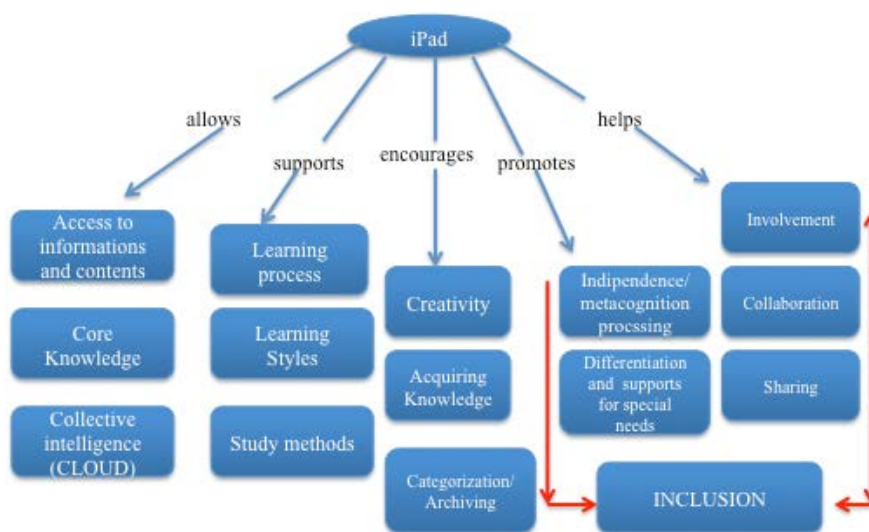 iPad
allows
supports
encourages
promotes
helps
Access to
informations
and contents
Core
Knowledge
Collective
intelligence
(CLOUD)
Learning
process
Learning
Styles
Study methods
Creativity
Acquiring
Knowledge
Categorization/
Archiving
Indipendence/
metacognition
procssing
Differentiation
and supports
for special
needs
Involvement
Collaboration
Sharing
INCLUSION